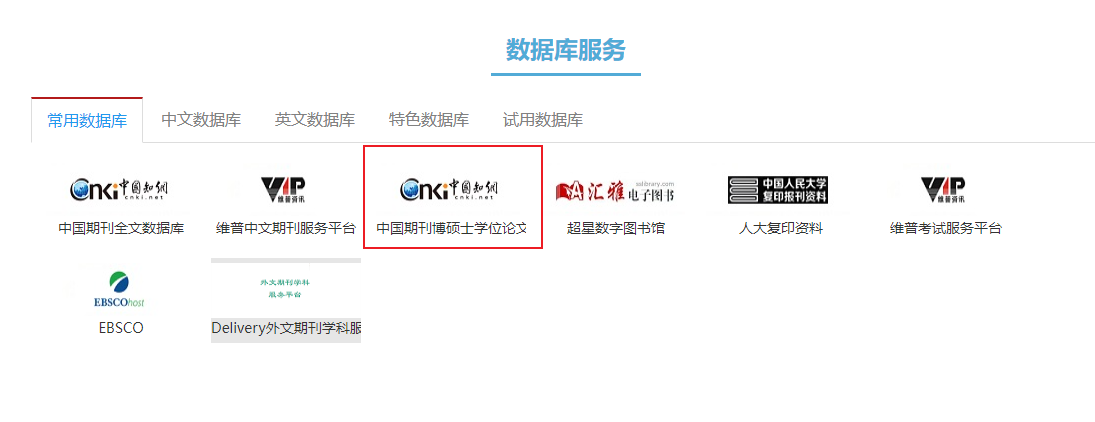 数据库服务
常用数据库 中文数据库 英文数据库 特色数据库 试用数据库
cnki 中国知网
cnki.net
中国期刊全文数据库
VIP
维普资讯
维普中文期刊服务平台
cnki 中国知网
cnki.net
中国期刊博硕士学位论文
sslibrary.com
汇雅电子图书
超星数字图书馆
中国人民大学
复印报刊资料
人大复印资料
VIP
维普资讯
维普考试服务平台
EBSCOhost
EBSCO
外文期刊学科
服务平台
Delivery外文期刊学科服